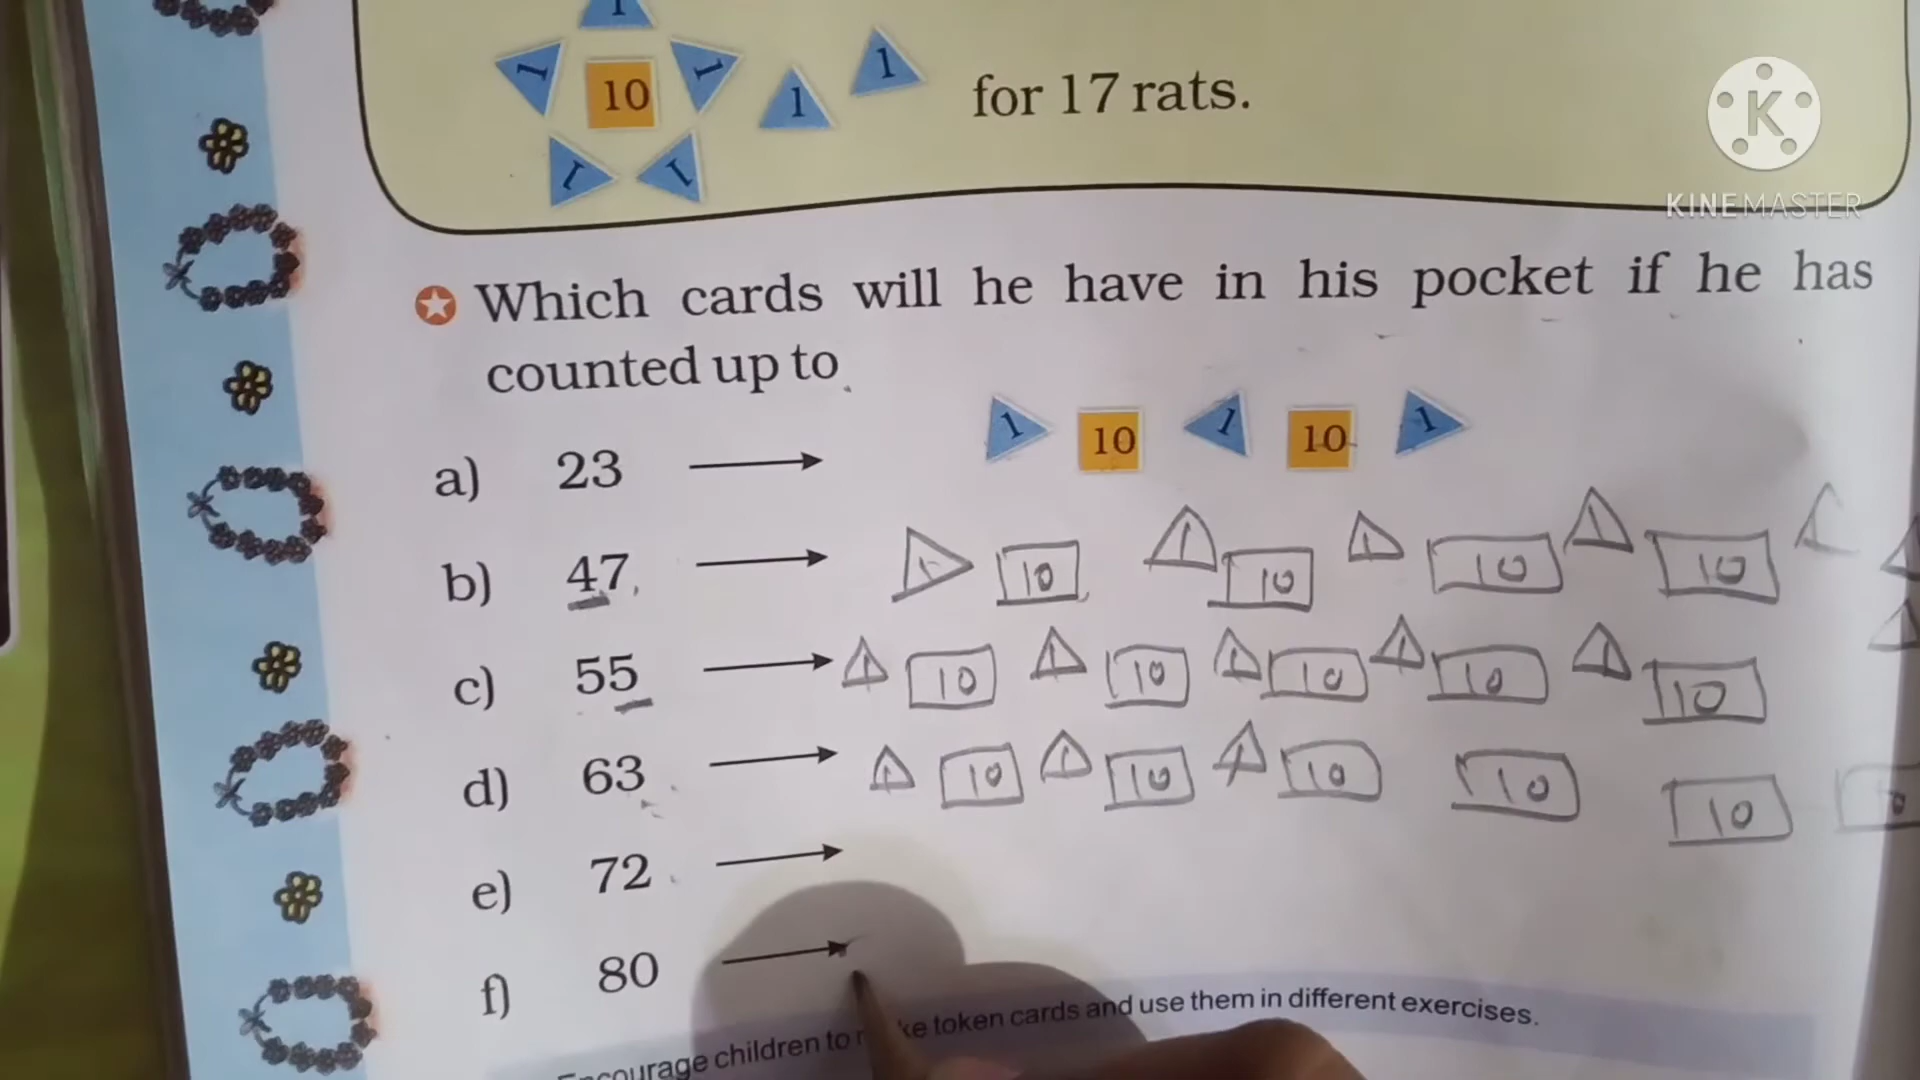 1
1 10 1 1 1 for 17 rats.
1 1
K
KINEMASTER
Which cards will he have in his pocket if he has
counted up to
a) 23 1 10 1 10 1
b) 47 1 10 1 10 1 10 1 10 1
c) 55 1 10 1 10 1 10 1 10 1 10
d) 63 1 10 1 10 1 10 10 10 10
e) 72
f) 80
children to ke token cards and use them in different exercises.